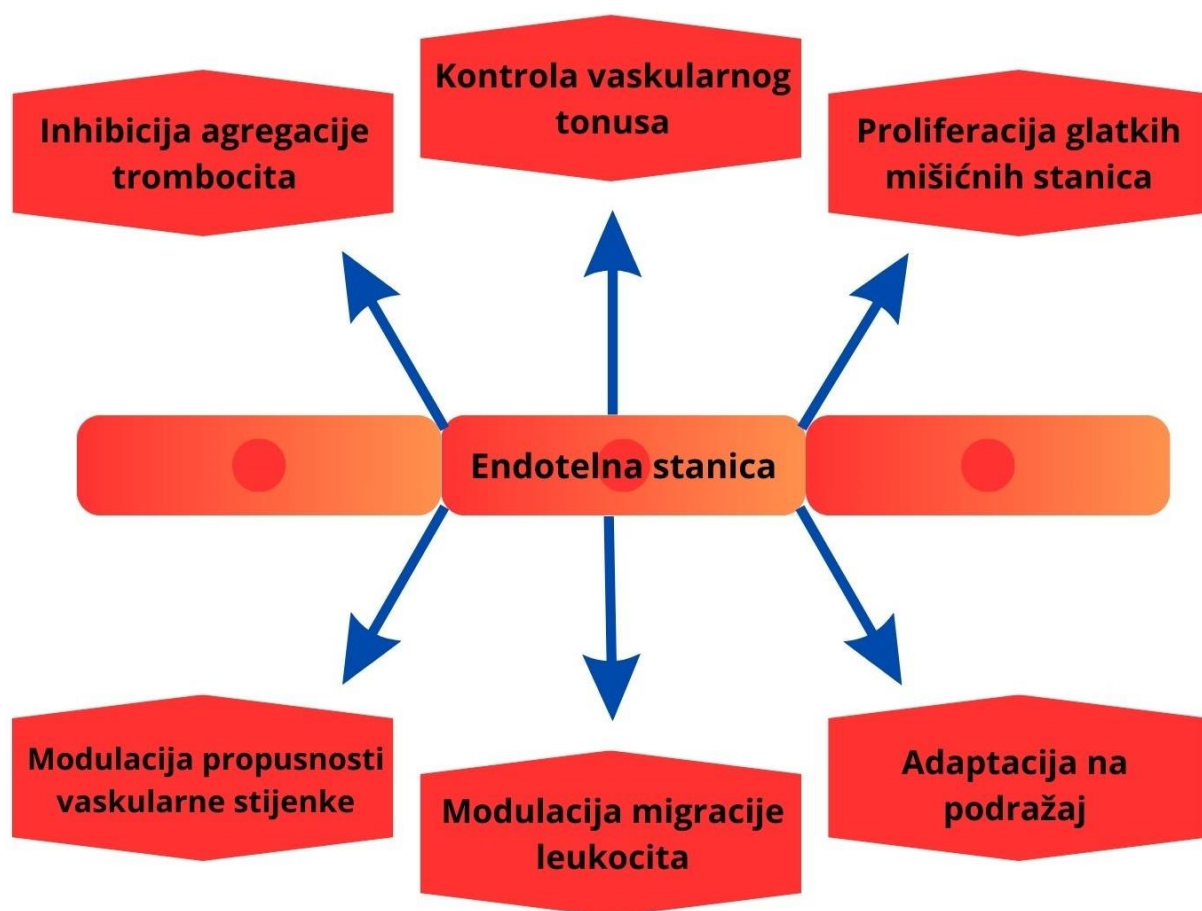 Kontrola vaskularnog
tonusa
Inhibicija agregacije
trombocita
Proliferacija glatkih
mišićnih stanica
Endotelna stanica
Modulacija propusnosti
vaskularne stijenke
Modulacija migracije
leukocita
Adaptacija na
podražaj